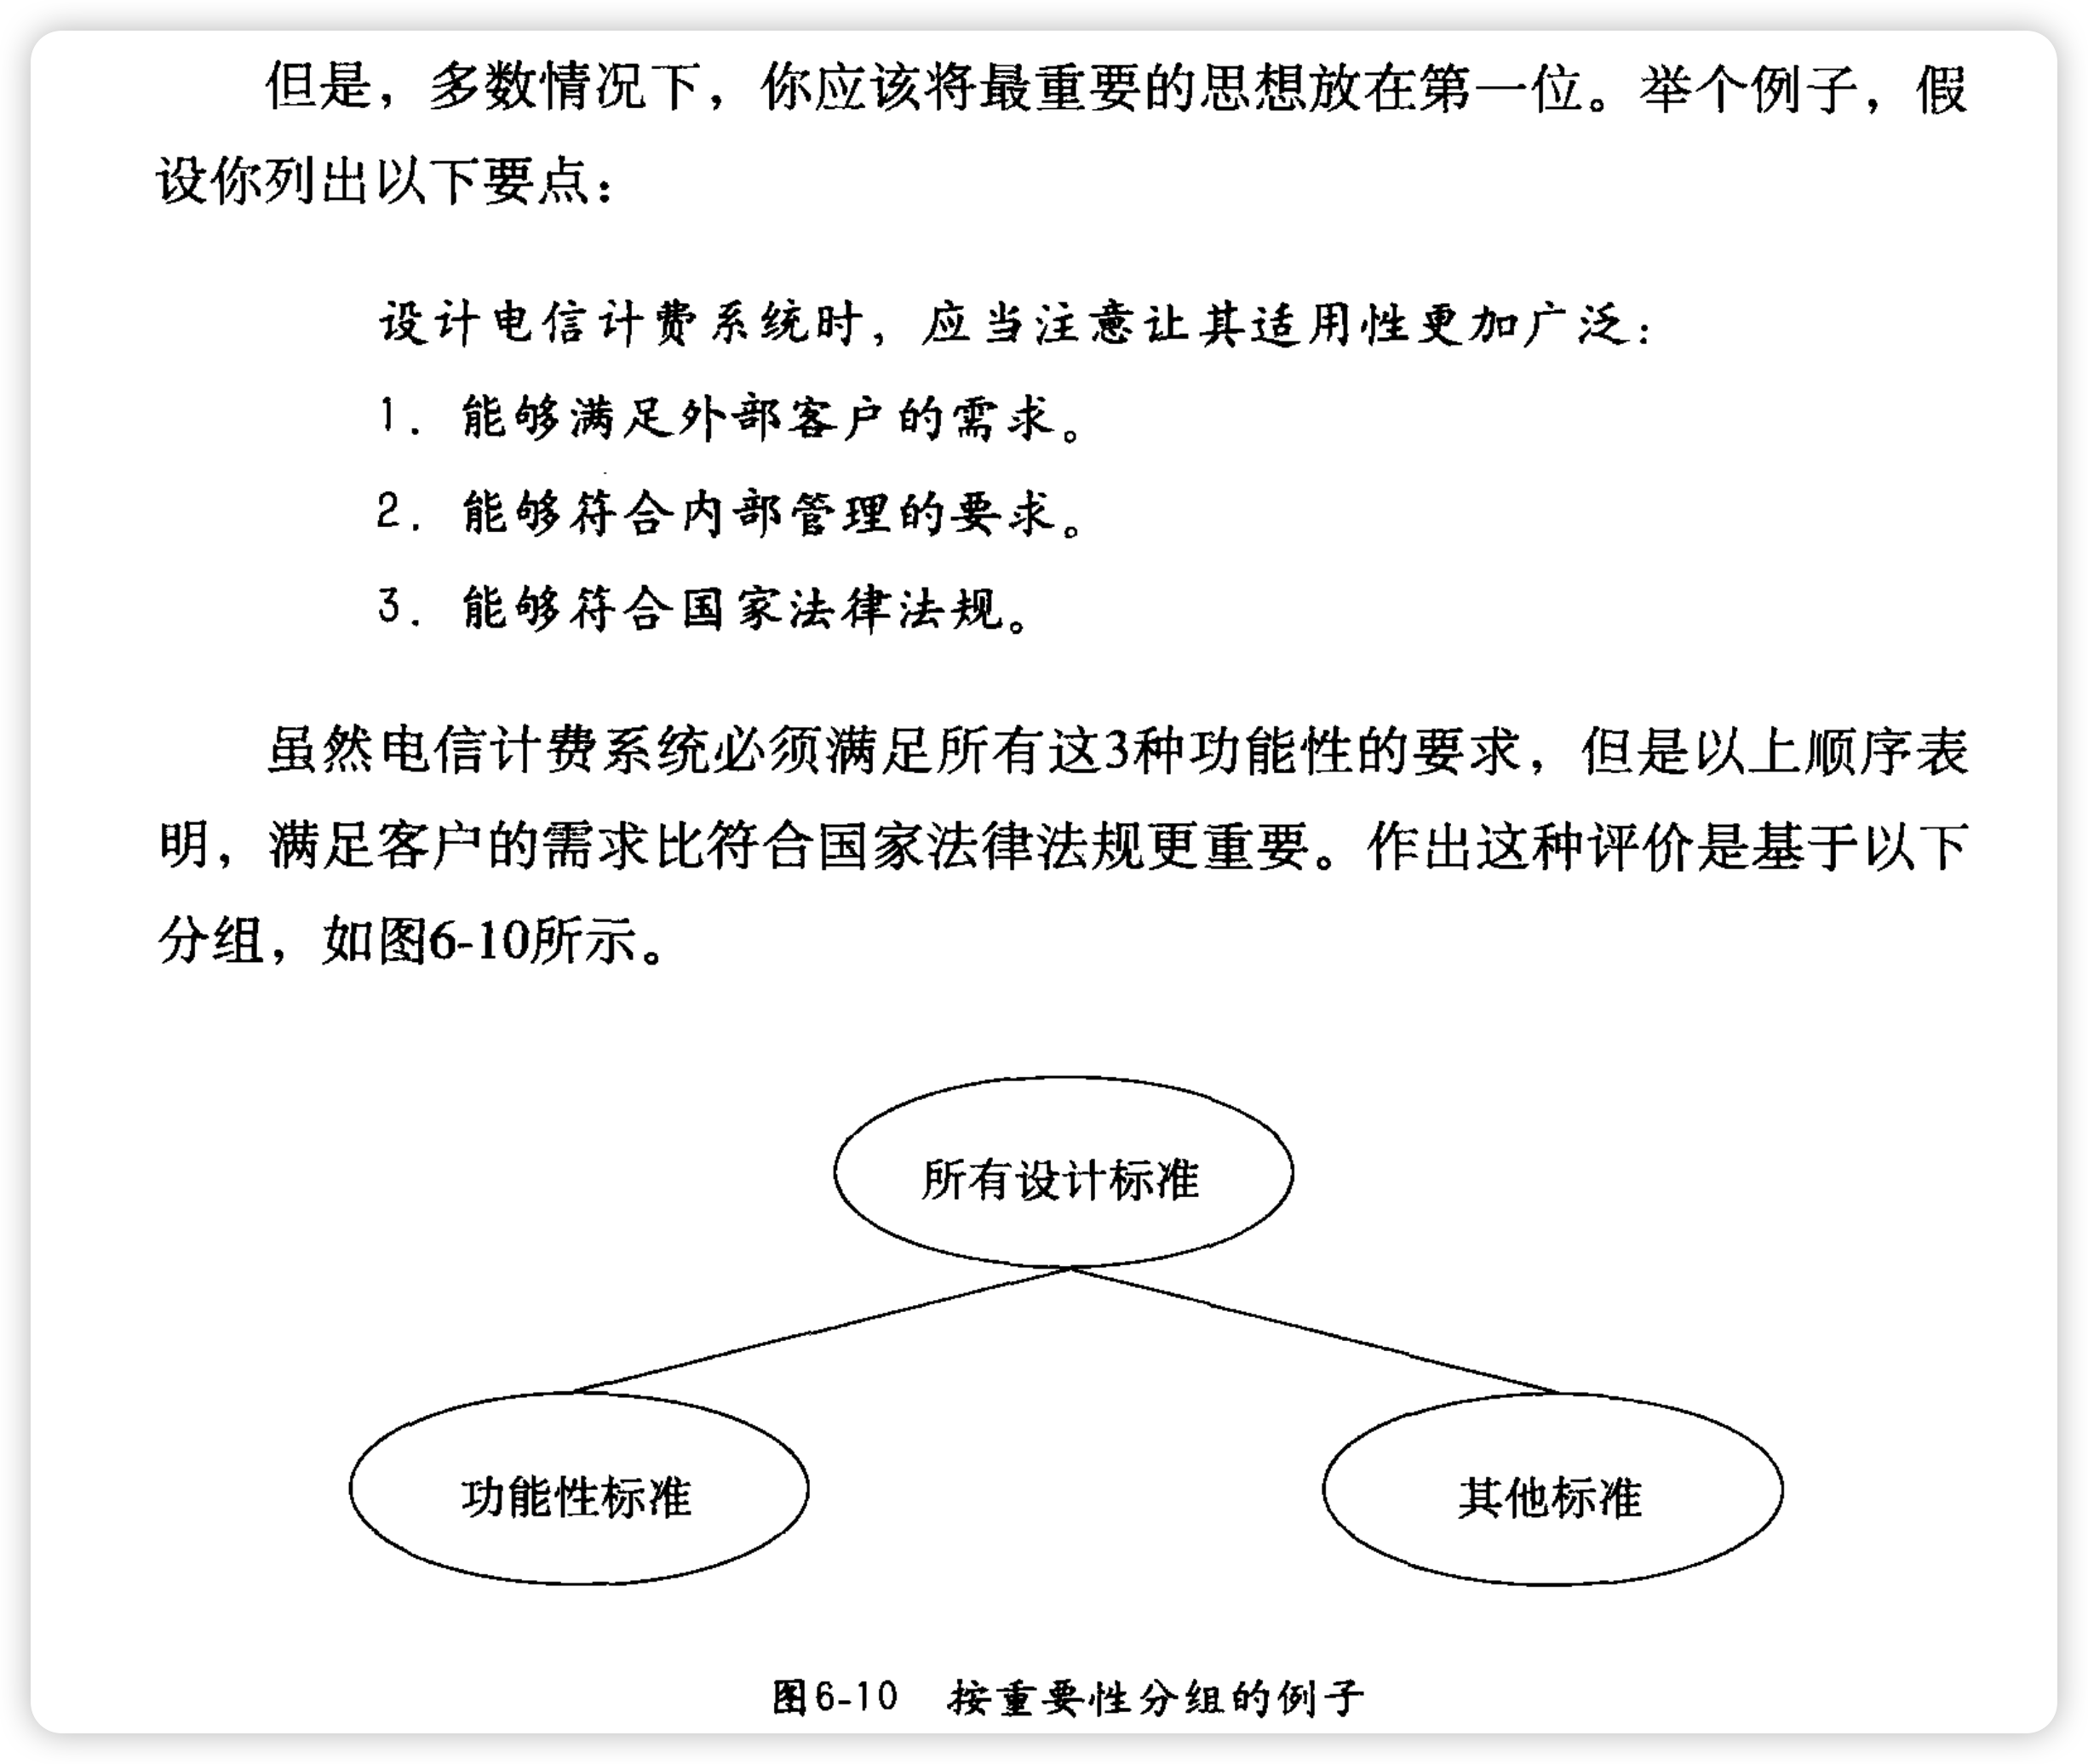 但是，多数情况下，你应该将最重要的思想放在第一位。举个例子，假
设你列出以下要点：
设计电信计费系统时，应当注意让其适用性更加广泛：
1. 能够满足外部客户的需求。
2. 能够符合内部管理的要求。
3. 能够符合国家法律法规。
虽然电信计费系统必须满足所有这3种功能性的要求，但是以上顺序表
明，满足客户的需求比符合国家法律法规更重要。作出这种评价是基于以下
分组，如图6-10所示。
所有设计标准
功能性标准
其他标准
图6-10 按重要性分组的例子